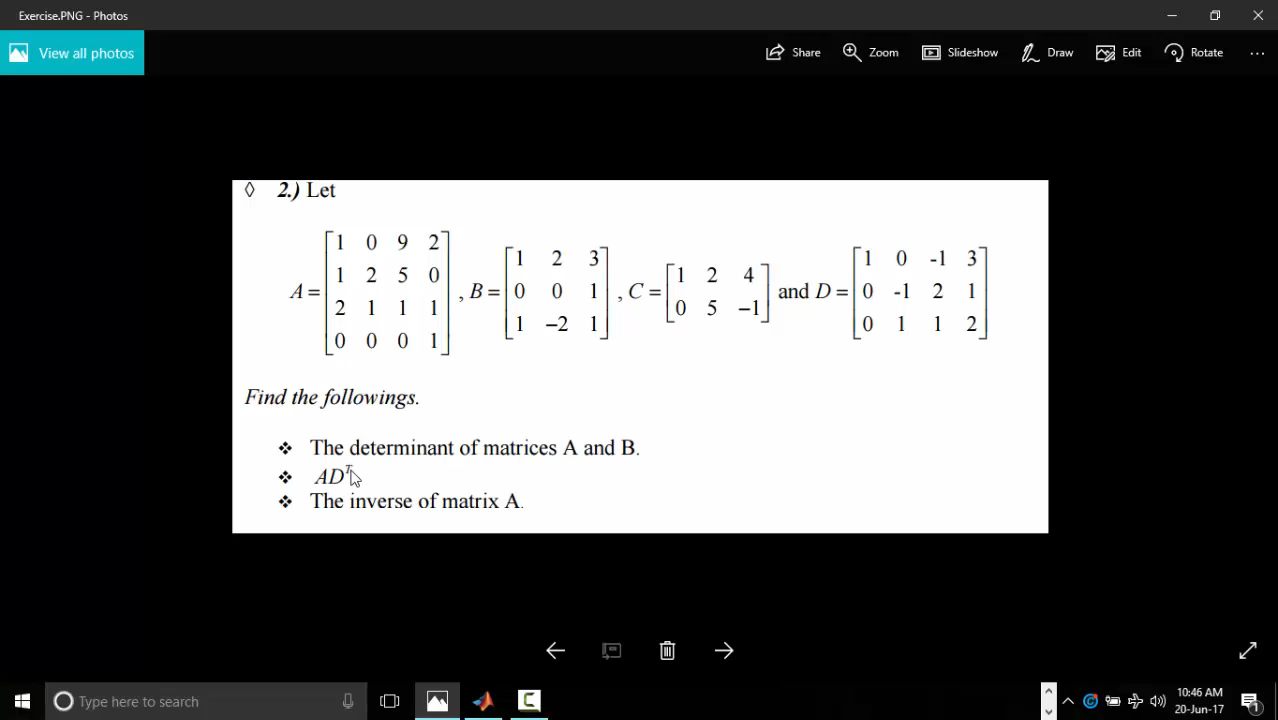 Exercise.PNG - Photos
View all photos
Share Zoom Slideshow Draw Edit Rotate ...
◊ 2.) Let
A = [1 0 9 2; 1 2 5 0; 2 1 1 1; 0 0 0 1] , B = [1 2 3; 0 0 1; 1 −2 1] , C = [1 2 4; 0 5 −1] and D = [1 0 -1 3; 0 -1 2 1; 0 1 1 2]
Find the followings.
❖ The determinant of matrices A and B.
❖ AD^T
❖ The inverse of matrix A.
Type here to search
10:46 AM
20-Jun-17
1